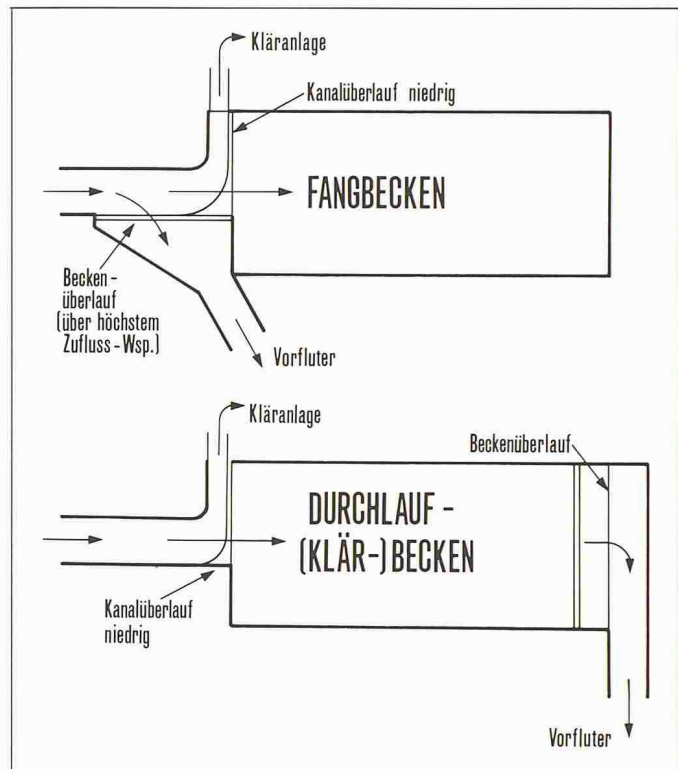 Kläranlage
Kanalüberlauf niedrig
FANGBECKEN
Becken-
überlauf
(über höchstem
Zufluss-Wsp.)
Vorfluter
Kläranlage
Beckenüberlauf
DURCHLAUF-
(KLÄR-)BECKEN
Kanalüberlauf
niedrig
Vorfluter